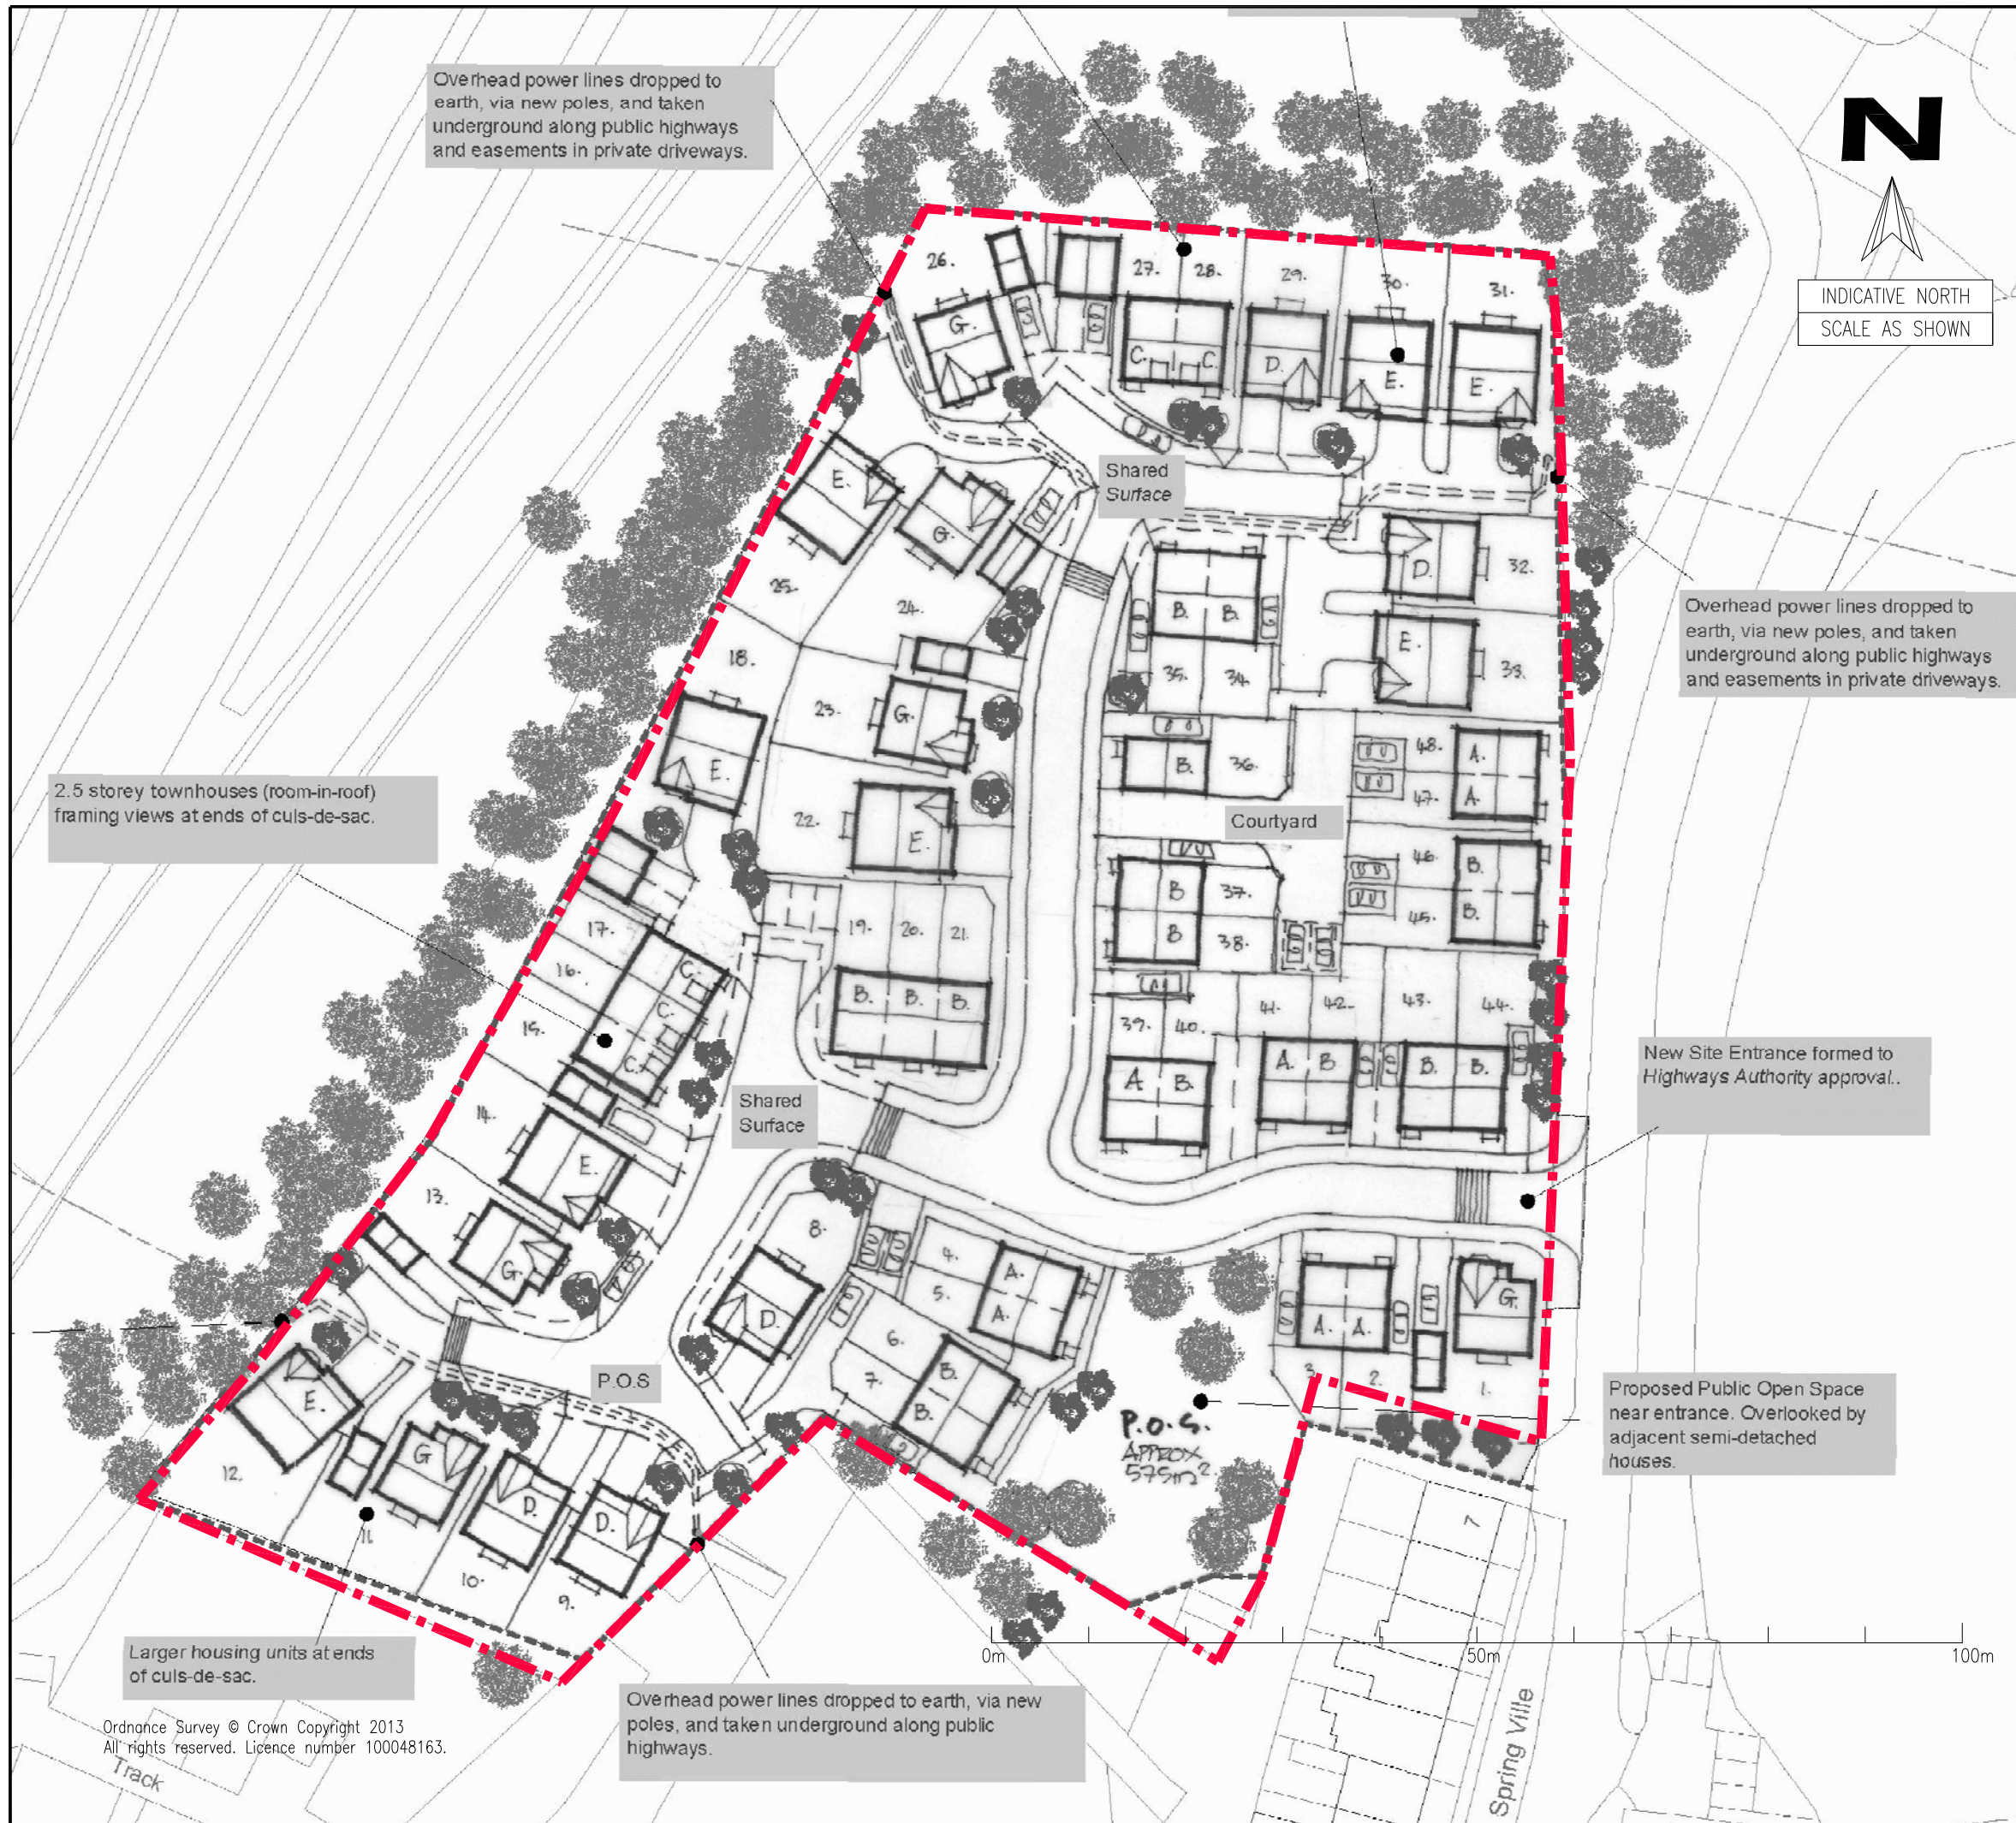 Overhead power lines dropped to
earth, via new poles, and taken
underground along public highways
and easements in private driveways.
N
INDICATIVE NORTH
SCALE AS SHOWN
26.
27.
28.
29.
30.
31.
G.
C.
C.
D.
E.
E.
Shared
Surface
E.
G.
25.
24.
D.
32.
B.
B.
E.
33.
35.
34.
Overhead power lines dropped to
earth, via new poles, and taken
underground along public highways
and easements in private driveways.
18.
23.
G.
E.
22.
E.
B.
36.
48.
A.
47.
A.
2.5 storey townhouses (room-in-roof)
framing views at ends of culs-de-sac.
Courtyard
46.
B.
45.
B.
B
37.
B
38.
17.
16.
15.
C.
C.
C.
19.
20.
21.
B.
B.
B.
39.
40.
41.
42.
43.
44.
A
B.
A.
B
B.
B.
New Site Entrance formed to
Highways Authority approval..
Shared
Surface
14.
E.
13.
G.
8.
D.
4.
5.
A.
A.
6.
7.
B.
B.
A.
A.
G.
3.
2.
1.
P.O.S
E.
12.
G
11.
D.
10.
D.
9.
P.O.S.
APPROX
575m²
Proposed Public Open Space
near entrance. Overlooked by
adjacent semi-detached
houses.
7
Larger housing units at ends
of culs-de-sac.
Overhead power lines dropped to earth, via new
poles, and taken underground along public
highways.
0m
50m
100m
Ordnance Survey © Crown Copyright 2013
All rights reserved. Licence number 100048163.
Track
Spring Ville